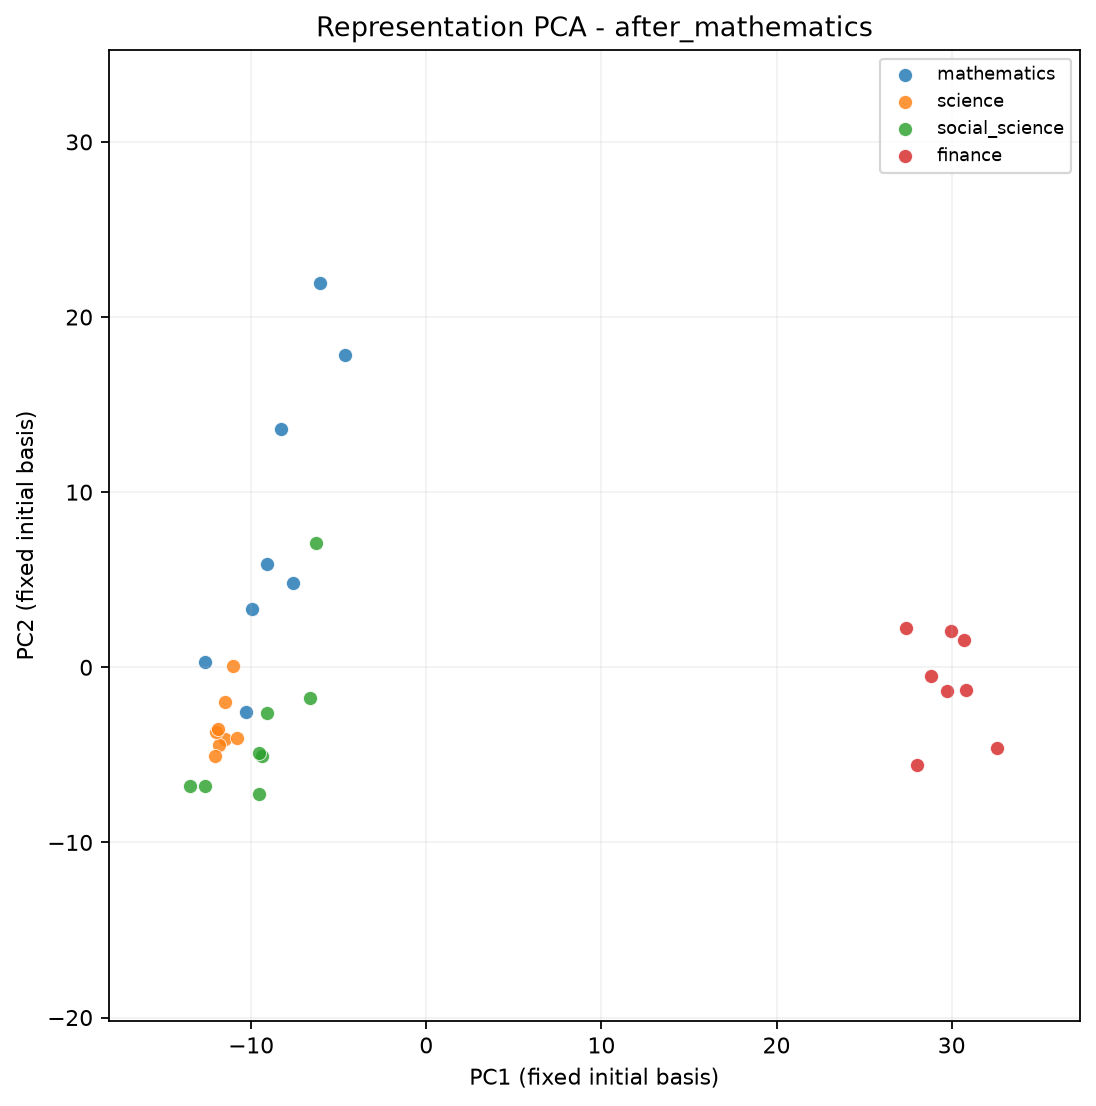 Representation PCA - after_mathematics
mathematics
science
social_science
finance
30
20
10
0
−10
−20
−10
0
10
20
30
PC1 (fixed initial basis)
PC2 (fixed initial basis)